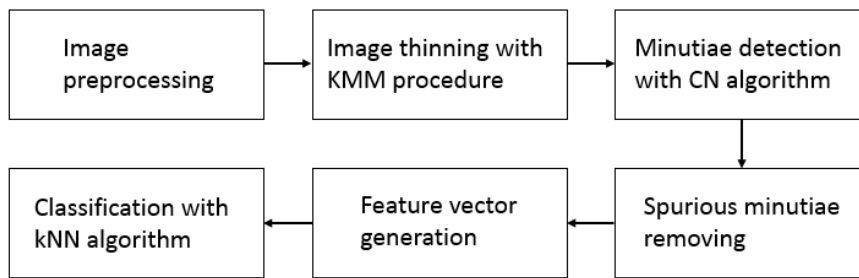 Image
preprocessing
Image thinning with
KMM procedure
Minutiae detection
with CN algorithm
Spurious minutiae
removing
Feature vector
generation
Classification with
kNN algorithm